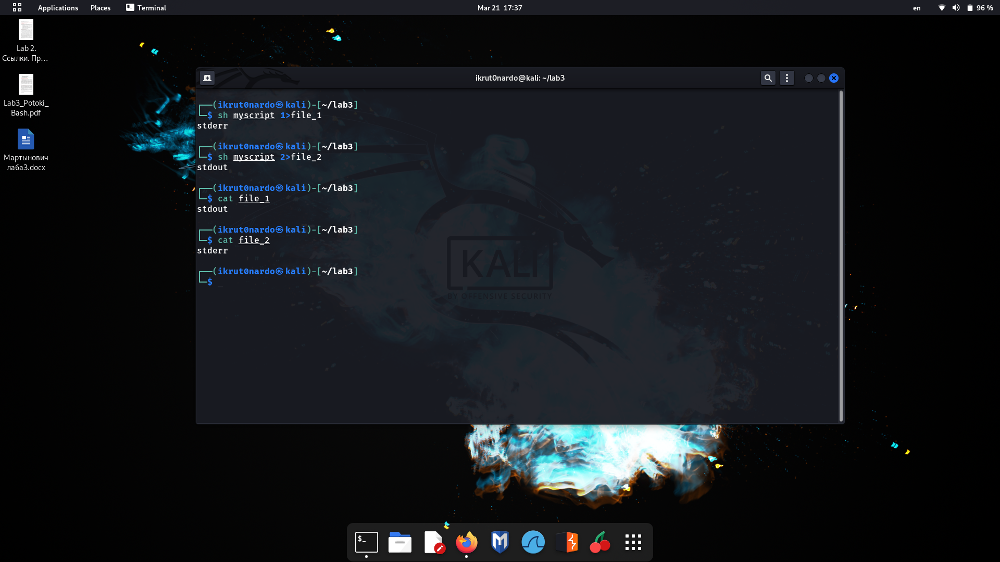 Applications Places Terminal Mar 21 17:37 en 96 %
Lab 2.
Ссылки. Пр…
Lab3_Potoki_
Bash.pdf
Мартынович
лаба3.docx
ikrut0nardo@kali: ~/lab3
(ikrut0nardo㉿kali)-[~/lab3]
$ sh myscript 1>file_1
stderr
(ikrut0nardo㉿kali)-[~/lab3]
$ sh myscript 2>file_2
stdout
(ikrut0nardo㉿kali)-[~/lab3]
$ cat file_1
stdout
(ikrut0nardo㉿kali)-[~/lab3]
$ cat file_2
stderr
(ikrut0nardo㉿kali)-[~/lab3]
$ _
KALI
BY OFFENSIVE SECURITY